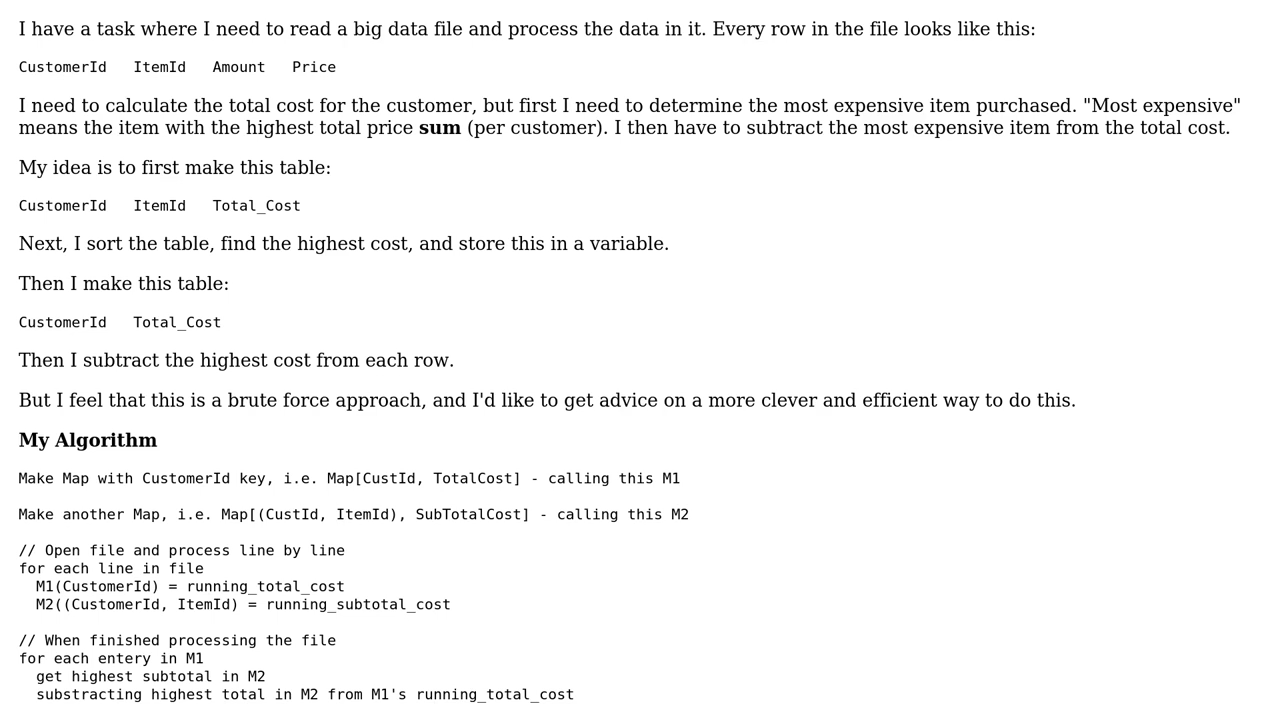 I have a task where I need to read a big data file and process the data in it. Every row in the file looks like this:
CustomerId   ItemId   Amount   Price
I need to calculate the total cost for the customer, but first I need to determine the most expensive item purchased. "Most expensive"
means the item with the highest total price sum (per customer). I then have to subtract the most expensive item from the total cost.
My idea is to first make this table:
CustomerId   ItemId   Total_Cost
Next, I sort the table, find the highest cost, and store this in a variable.
Then I make this table:
CustomerId   Total_Cost
Then I subtract the highest cost from each row.
But I feel that this is a brute force approach, and I'd like to get advice on a more clever and efficient way to do this.
My Algorithm
Make Map with CustomerId key, i.e. Map[CustId, TotalCost] - calling this M1
Make another Map, i.e. Map[(CustId, ItemId), SubTotalCost] - calling this M2
// Open file and process line by line
for each line in file
  M1(CustomerId) = running_total_cost
  M2((CustomerId, ItemId) = running_subtotal_cost
// When finished processing the file
for each entery in M1
  get highest subtotal in M2
  substracting highest total in M2 from M1's running_total_cost